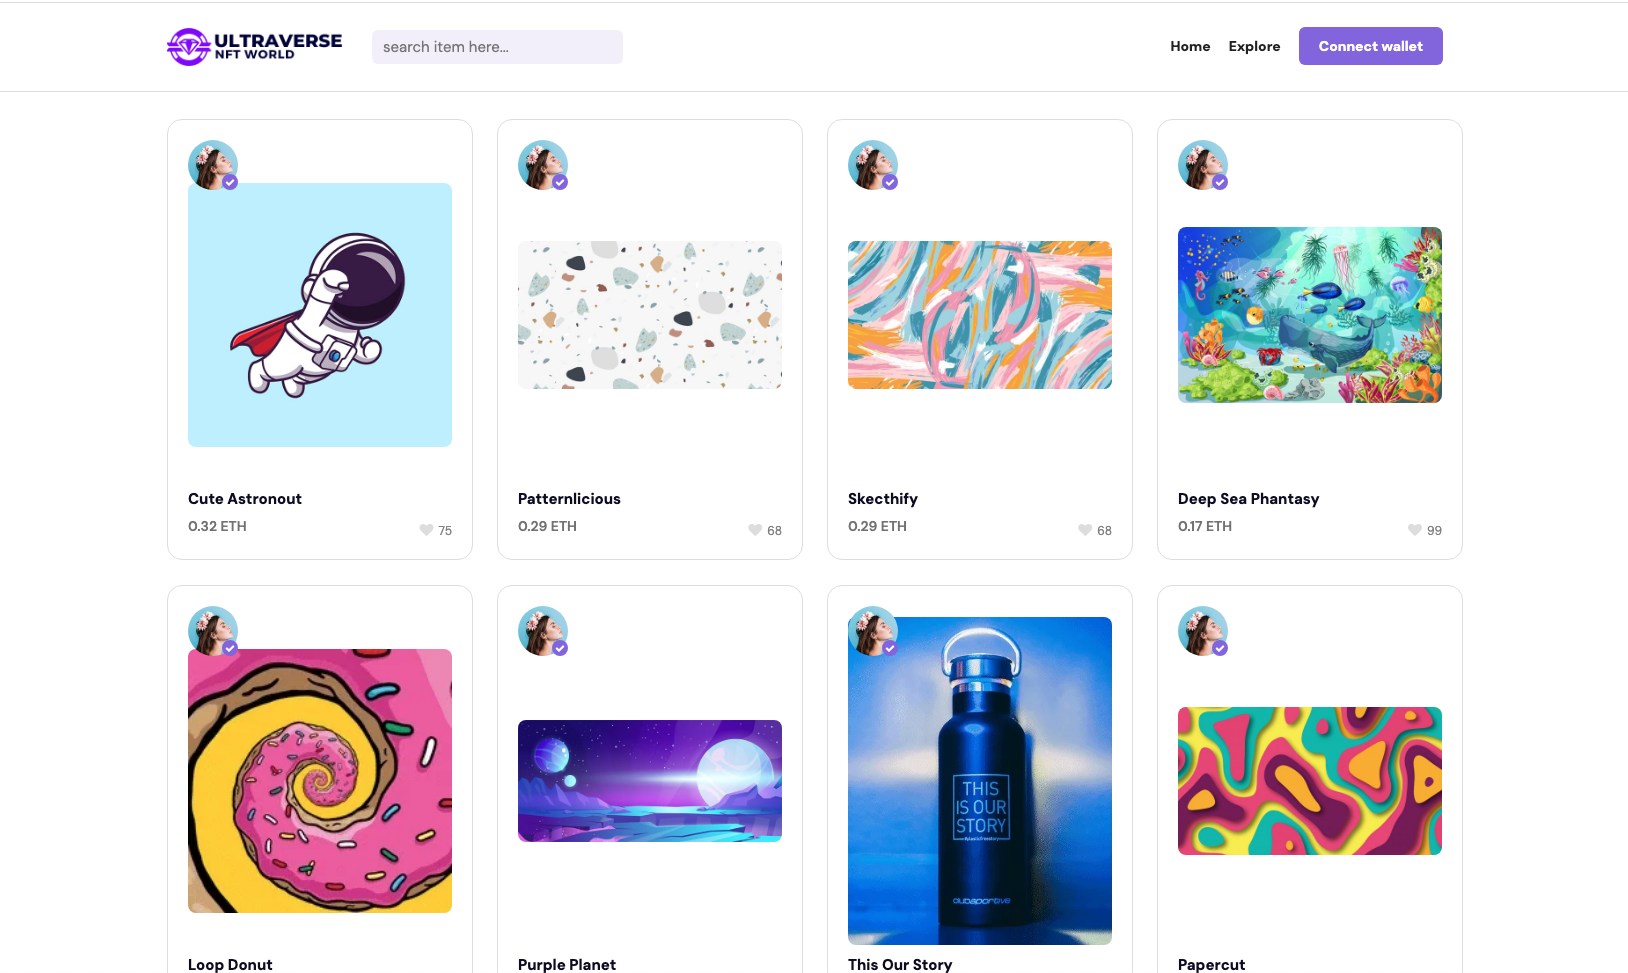 ULTRAVERSE
NFT WORLD
search item here...
Home
Explore
Connect wallet
Cute Astronout
0.32 ETH
75
Patternlicious
0.29 ETH
68
Skecthify
0.29 ETH
68
Deep Sea Phantasy
0.17 ETH
99
THIS
IS OUR
STORY
clubsportive
Loop Donut
Purple Planet
This Our Story
Papercut